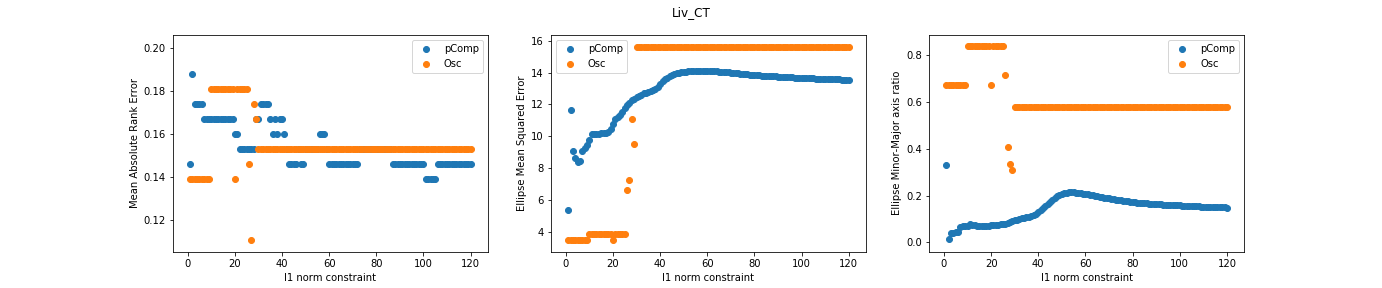 Liv_CT
Mean Absolute Rank Error
0.20
0.18
0.16
0.14
0.12
pComp
Osc
0 20 40 60 80 100 120
l1 norm constraint
Ellipse Mean Squared Error
16
14
12
10
8
6
4
pComp
Osc
0 20 40 60 80 100 120
l1 norm constraint
Ellipse Minor-Major axis ratio
0.8
0.6
0.4
0.2
0.0
pComp
Osc
0 20 40 60 80 100 120
l1 norm constraint